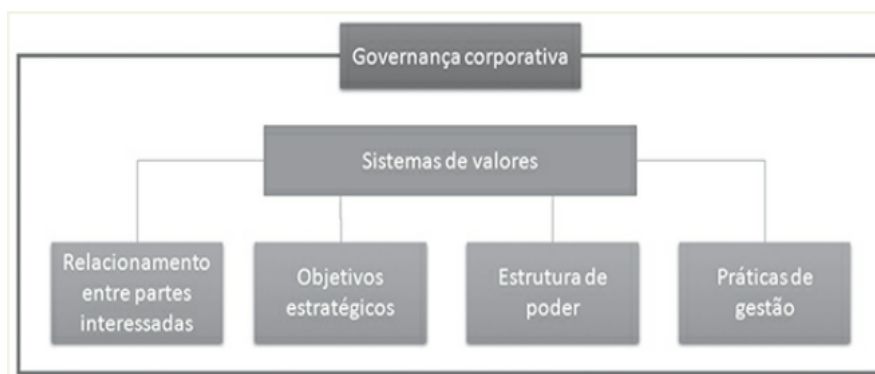 Governança corporativa
Sistemas de valores
Relacionamento
entre partes
interessadas
Objetivos
estratégicos
Estrutura de
poder
Práticas de
gestão